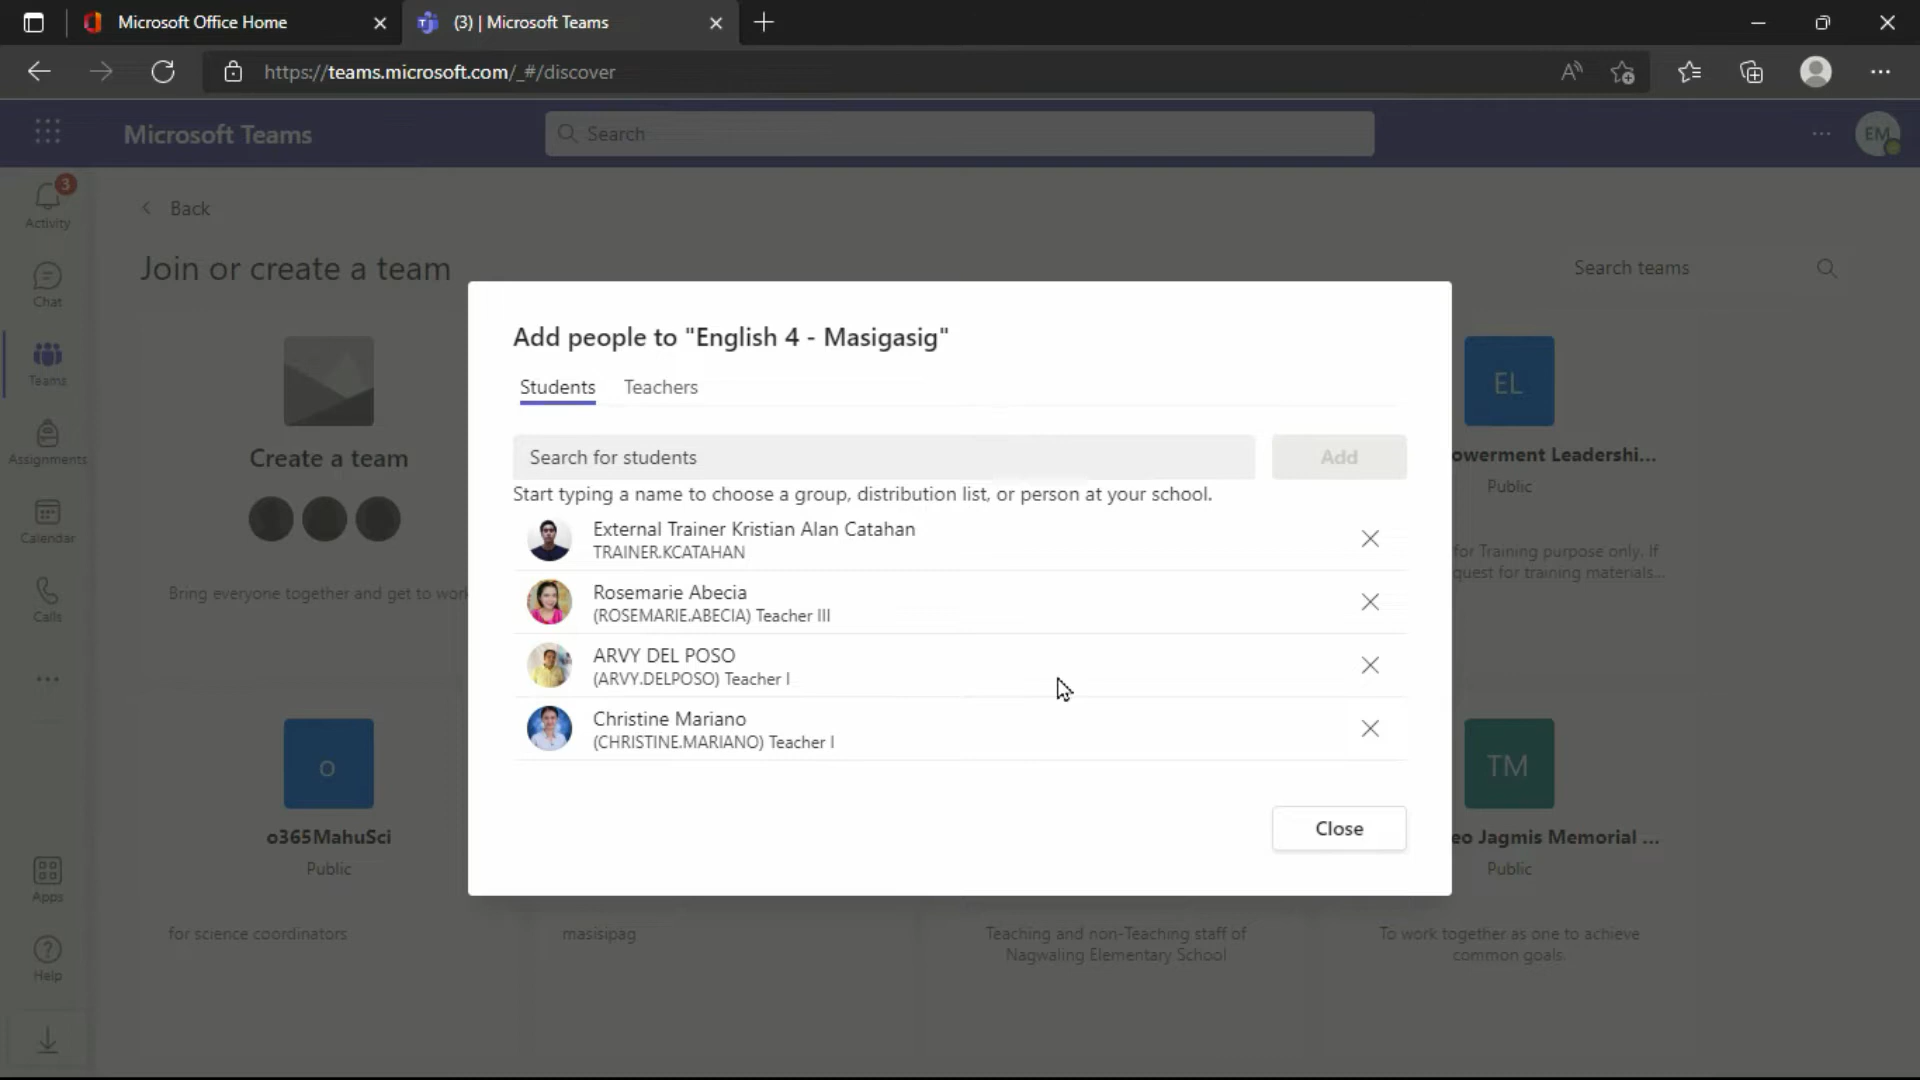 Microsoft Office Home
(3) | Microsoft Teams
https://teams.microsoft.com/_#/discover
Microsoft Teams
Search
EM
3
Activity
Chat
Teams
Assignments
Calendar
Calls
Apps
Help
Back
Join or create a team
Search teams
Create a team
Bring everyone together and get to work
EL
owerment Leadershi...
Public
for Training purpose only. If
quest for training materials...
Add people to "English 4 - Masigasig"
Students
Teachers
Search for students
Add
Start typing a name to choose a group, distribution list, or person at your school.
External Trainer Kristian Alan Catahan
TRAINER.KCATAHAN
Rosemarie Abecia
(ROSEMARIE.ABECIA) Teacher III
ARVY DEL POSO
(ARVY.DELPOSO) Teacher I
Christine Mariano
(CHRISTINE.MARIANO) Teacher I
Close
o
o365MahuSci
Public
for science coordinators
masisipag
Teaching and non-Teaching staff of
Nagwaling Elementary School
TM
eo Jagmis Memorial ...
Public
To work together as one to achieve
common goals.